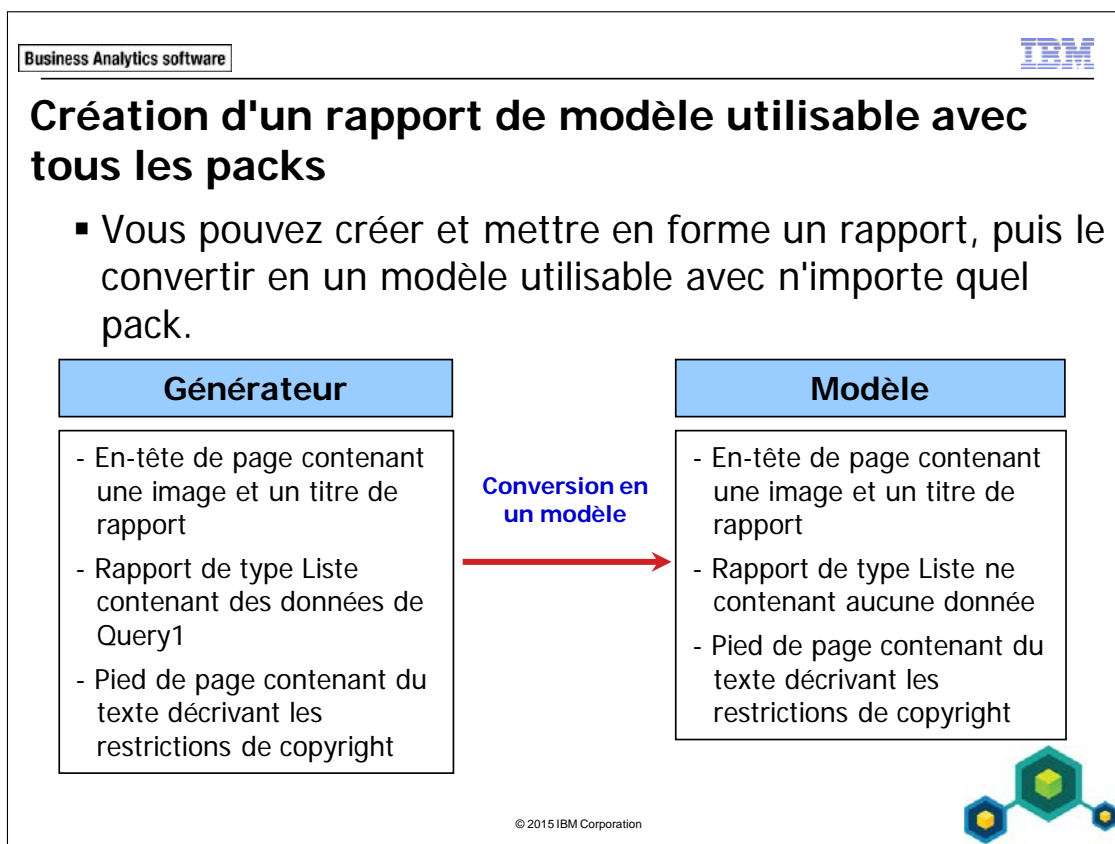 Business Analytics software
IBM
Création d'un rapport de modèle utilisable avec
tous les packs
▪ Vous pouvez créer et mettre en forme un rapport, puis le
convertir en un modèle utilisable avec n'importe quel
pack.
Générateur
- En-tête de page contenant
une image et un titre de
rapport
- Rapport de type Liste
contenant des données de
Query1
- Pied de page contenant du
texte décrivant les
restrictions de copyright
Conversion en
un modèle
Modèle
- En-tête de page contenant
une image et un titre de
rapport
- Rapport de type Liste ne
contenant aucune donnée
- Pied de page contenant du
texte décrivant les
restrictions de copyright
© 2015 IBM Corporation